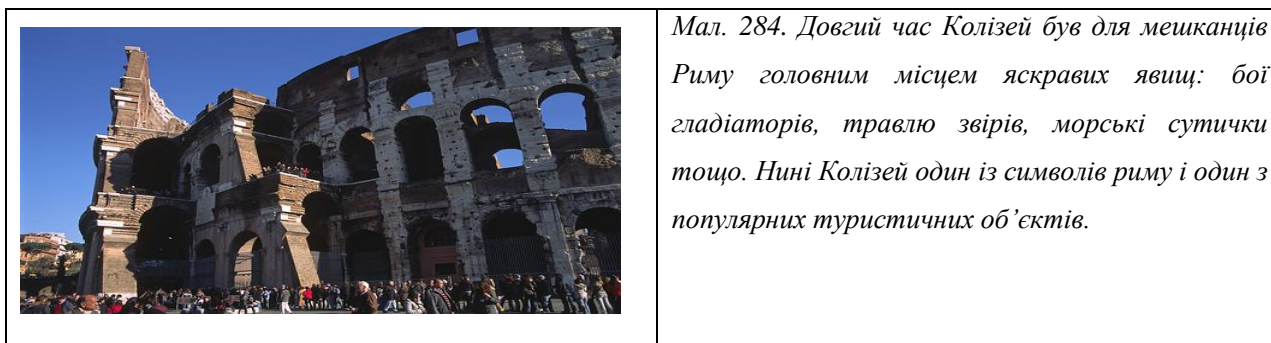 Мал. 284. Довгий час Колізей був для мешканців
Риму головним місцем яскравих явищ: бої
гладіаторів, травлю звірів, морські сутички
тощо. Нині Колізей один із символів риму і один з
популярних туристичних об’єктів.